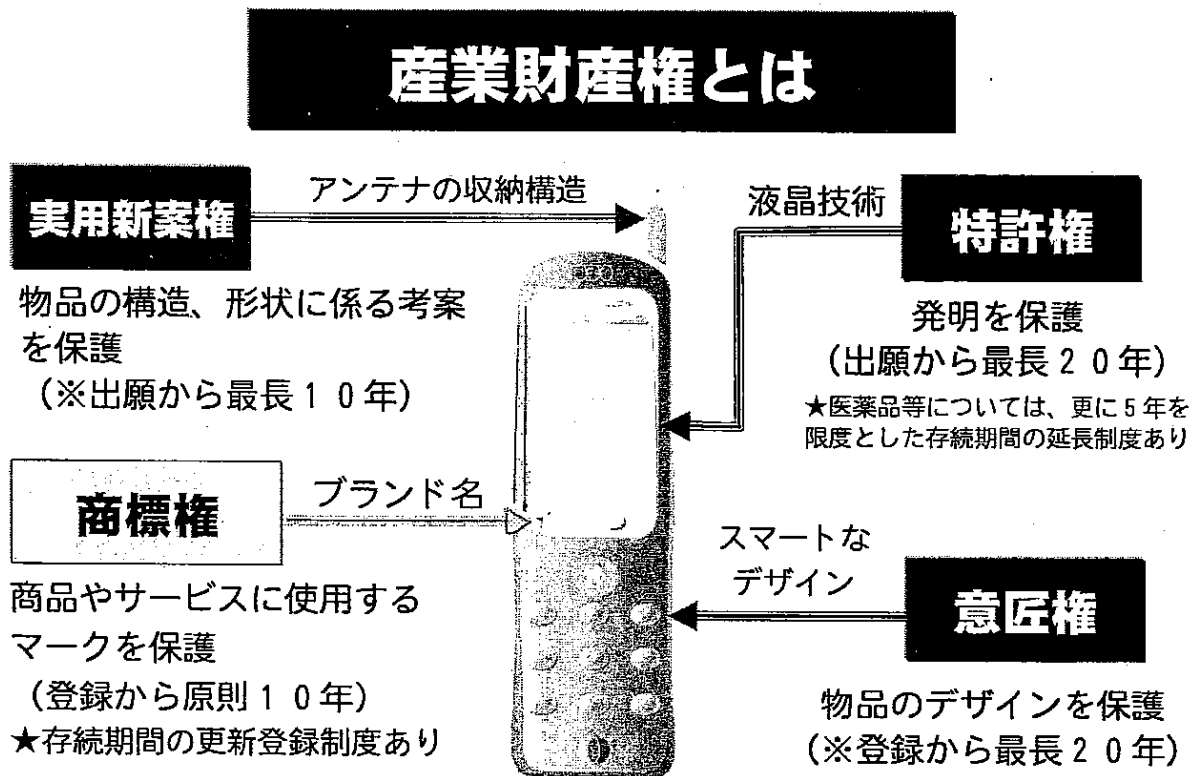 産業財産権とは
実用新案権
アンテナの収納構造
物品の構造、形状に係る考案
を保護
(※出願から最長10年)
液晶技術
特許権
発明を保護
(出願から最長20年)
★医薬品等については、更に5年を
限度とした存続期間の延長制度あり
商標権
ブランド名
商品やサービスに使用する
マークを保護
(登録から原則10年)
★存続期間の更新登録制度あり
スマートな
デザイン
意匠権
物品のデザインを保護
(※登録から最長20年)